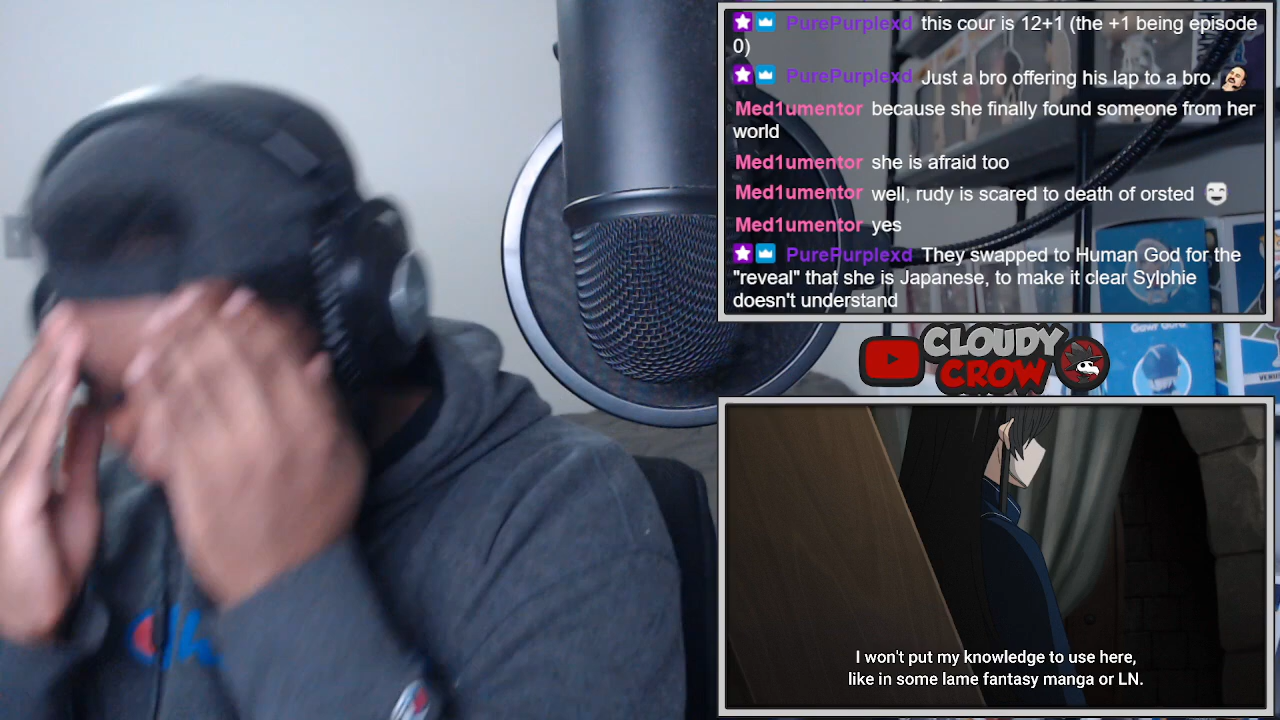 PurePurplexd this cour is 12+1 (the +1 being episode
0)
PurePurplexd Just a bro offering his lap to a bro.
Med1umentor because she finally found someone from her
world
Med1umentor she is afraid too
Med1umentor well, rudy is scared to death of orsted
Med1umentor yes
PurePurplexd They swapped to Human God for the
"reveal" that she is Japanese, to make it clear Sylphie
doesn't understand
CLOUDY
CROW
I won't put my knowledge to use here,
like in some lame fantasy manga or LN.